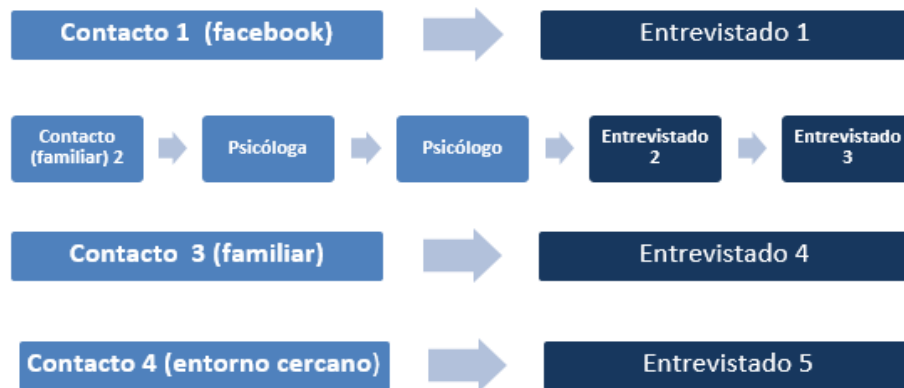 Contacto 1 (facebook)
Entrevistado 1
Contacto
(familiar) 2
Psicóloga
Psicólogo
Entrevistado
2
Entrevistado
3
Contacto 3 (familiar)
Entrevistado 4
Contacto 4 (entorno cercano)
Entrevistado 5